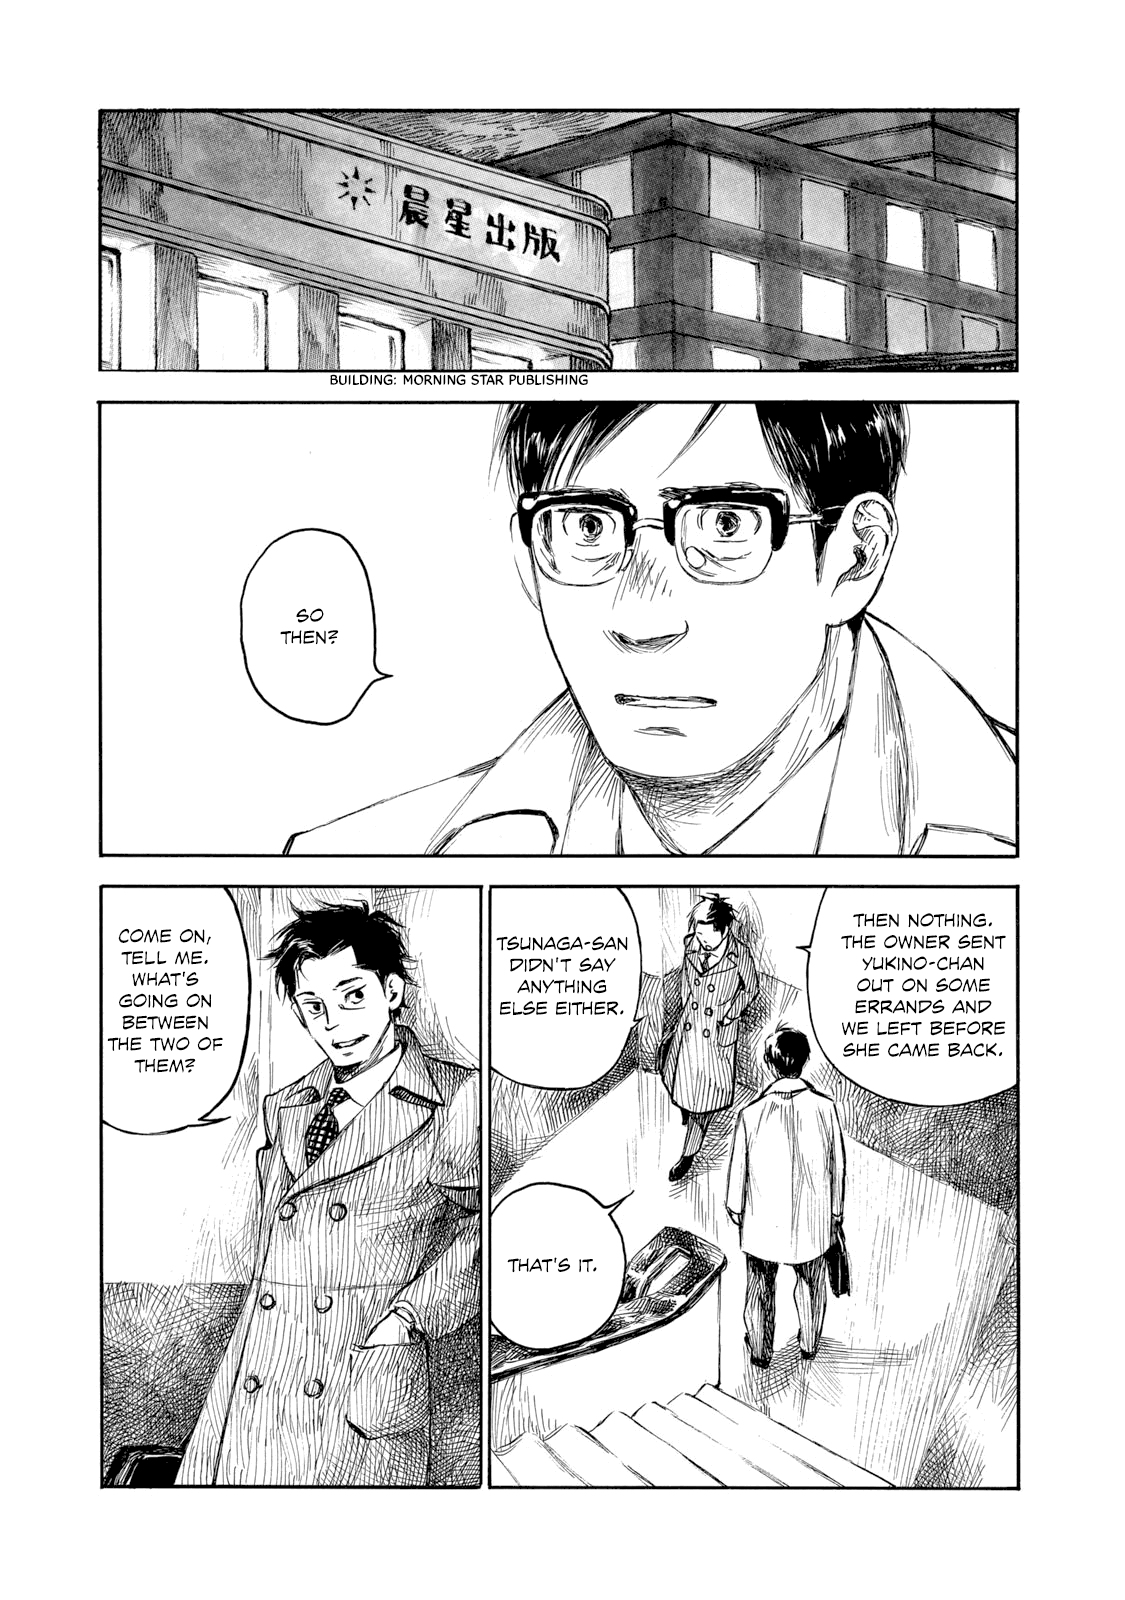 晨星出版
BUILDING: MORNING STAR PUBLISHING
SO
THEN?
THEN NOTHING.
THE OWNER SENT
YUKINO-CHAN
OUT ON SOME
ERRANDS AND
WE LEFT BEFORE
SHE CAME BACK.
TSUNAGA-SAN
DIDN'T SAY
ANYTHING
ELSE EITHER.
THAT'S IT.
COME ON,
TELL ME.
WHAT'S
GOING ON
BETWEEN
THE TWO OF
THEM?